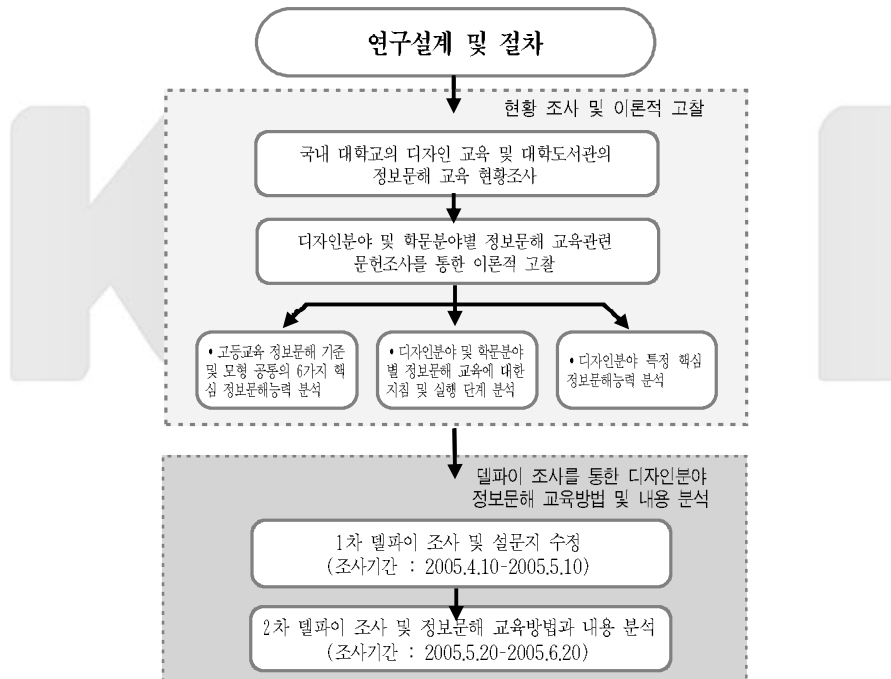 연구설계 및 절차
현황 조사 및 이론적 고찰
국내 대학교의 디자인 교육 및 대학도서관의
정보문해 교육 현황조사
디자인분야 및 학문분야별 정보문해 교육관련
문헌조사를 통한 이론적 고찰
• 고등교육 정보문해 기준
및 모형 공통의 6가지 핵
심 정보문해능력 분석
• 디자인분야 및 학문분야
별 정보문해 교육에 대한
지침 및 실행 단계 분석
• 디자인분야 특정 핵심
정보문해능력 분석
델파이 조사를 통한 디자인분야
정보문해 교육방법 및 내용 분석
1차 델파이 조사 및 설문지 수정
(조사기간 : 2005.4.10-2005.5.10)
2차 델파이 조사 및 정보문해 교육방법과 내용 분석
(조사기간 : 2005.5.20-2005.6.20)